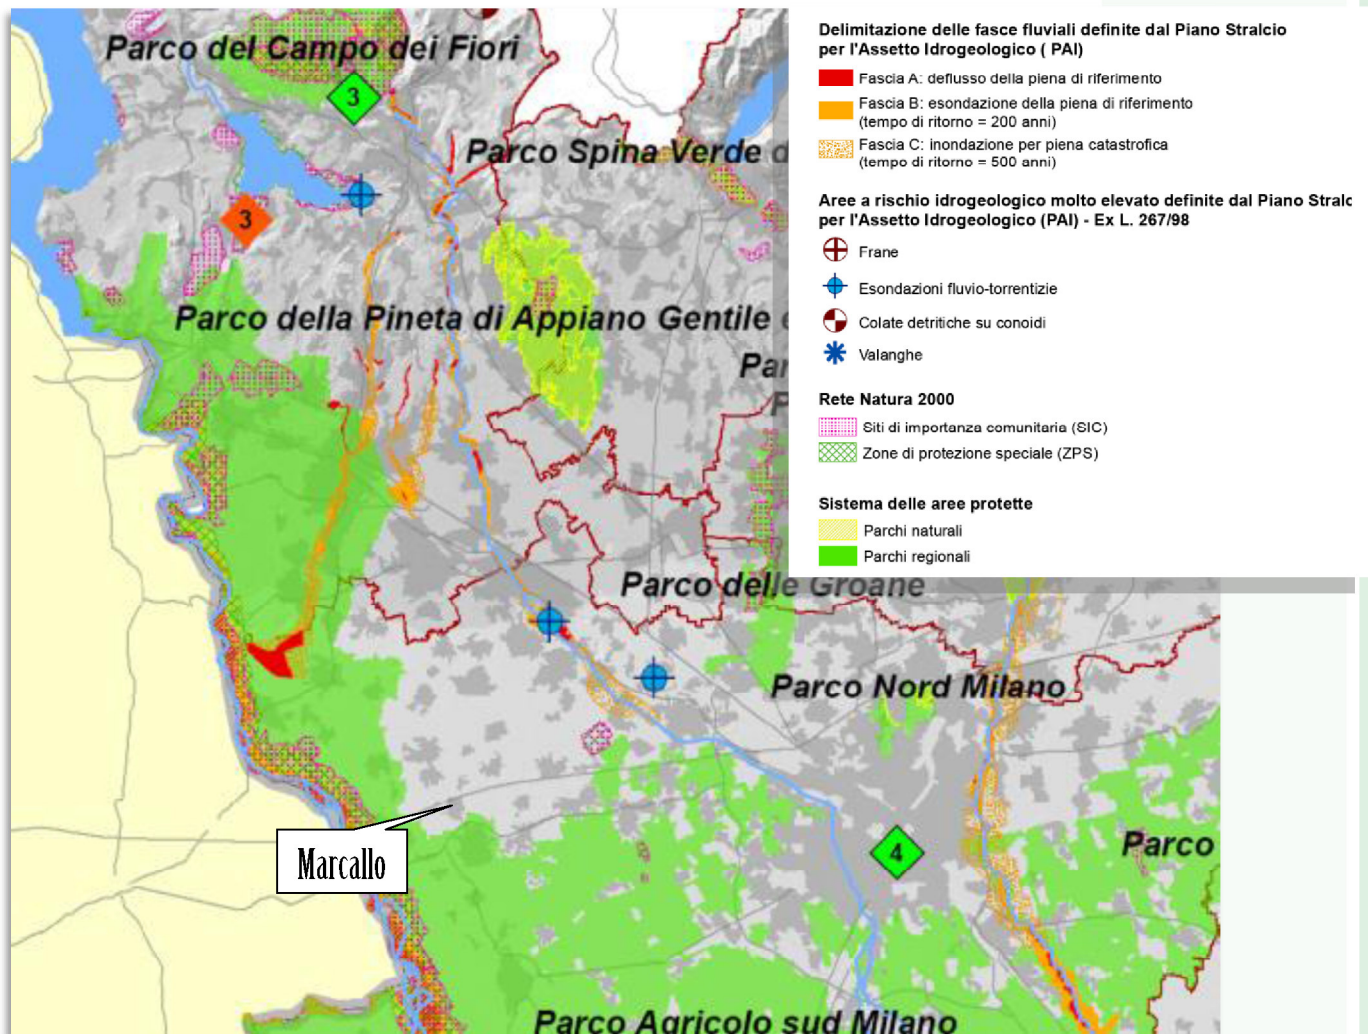 Parco del Campo dei Fiori
3
Parco Spina Verde d
3
Parco della Pineta di Appiano Gentile
Par
P
Parco delle Groane
Parco Nord Milano
Marcallo
4
Parco
Parco Agricolo sud Milano
Delimitazione delle fasce fluviali definite dal Piano Stralcio
per l'Assetto Idrogeologico ( PAI)
Fascia A: deflusso della piena di riferimento
Fascia B: esondazione della piena di riferimento
(tempo di ritorno = 200 anni)
Fascia C: inondazione per piena catastrofica
(tempo di ritorno = 500 anni)
Aree a rischio idrogeologico molto elevato definite dal Piano Stralc
per l'Assetto Idrogeologico (PAI) - Ex L. 267/98
Frane
Esondazioni fluvio-torrentizie
Colate detritiche su conoidi
Valanghe
Rete Natura 2000
Siti di importanza comunitaria (SIC)
Zone di protezione speciale (ZPS)
Sistema delle aree protette
Parchi naturali
Parchi regionali